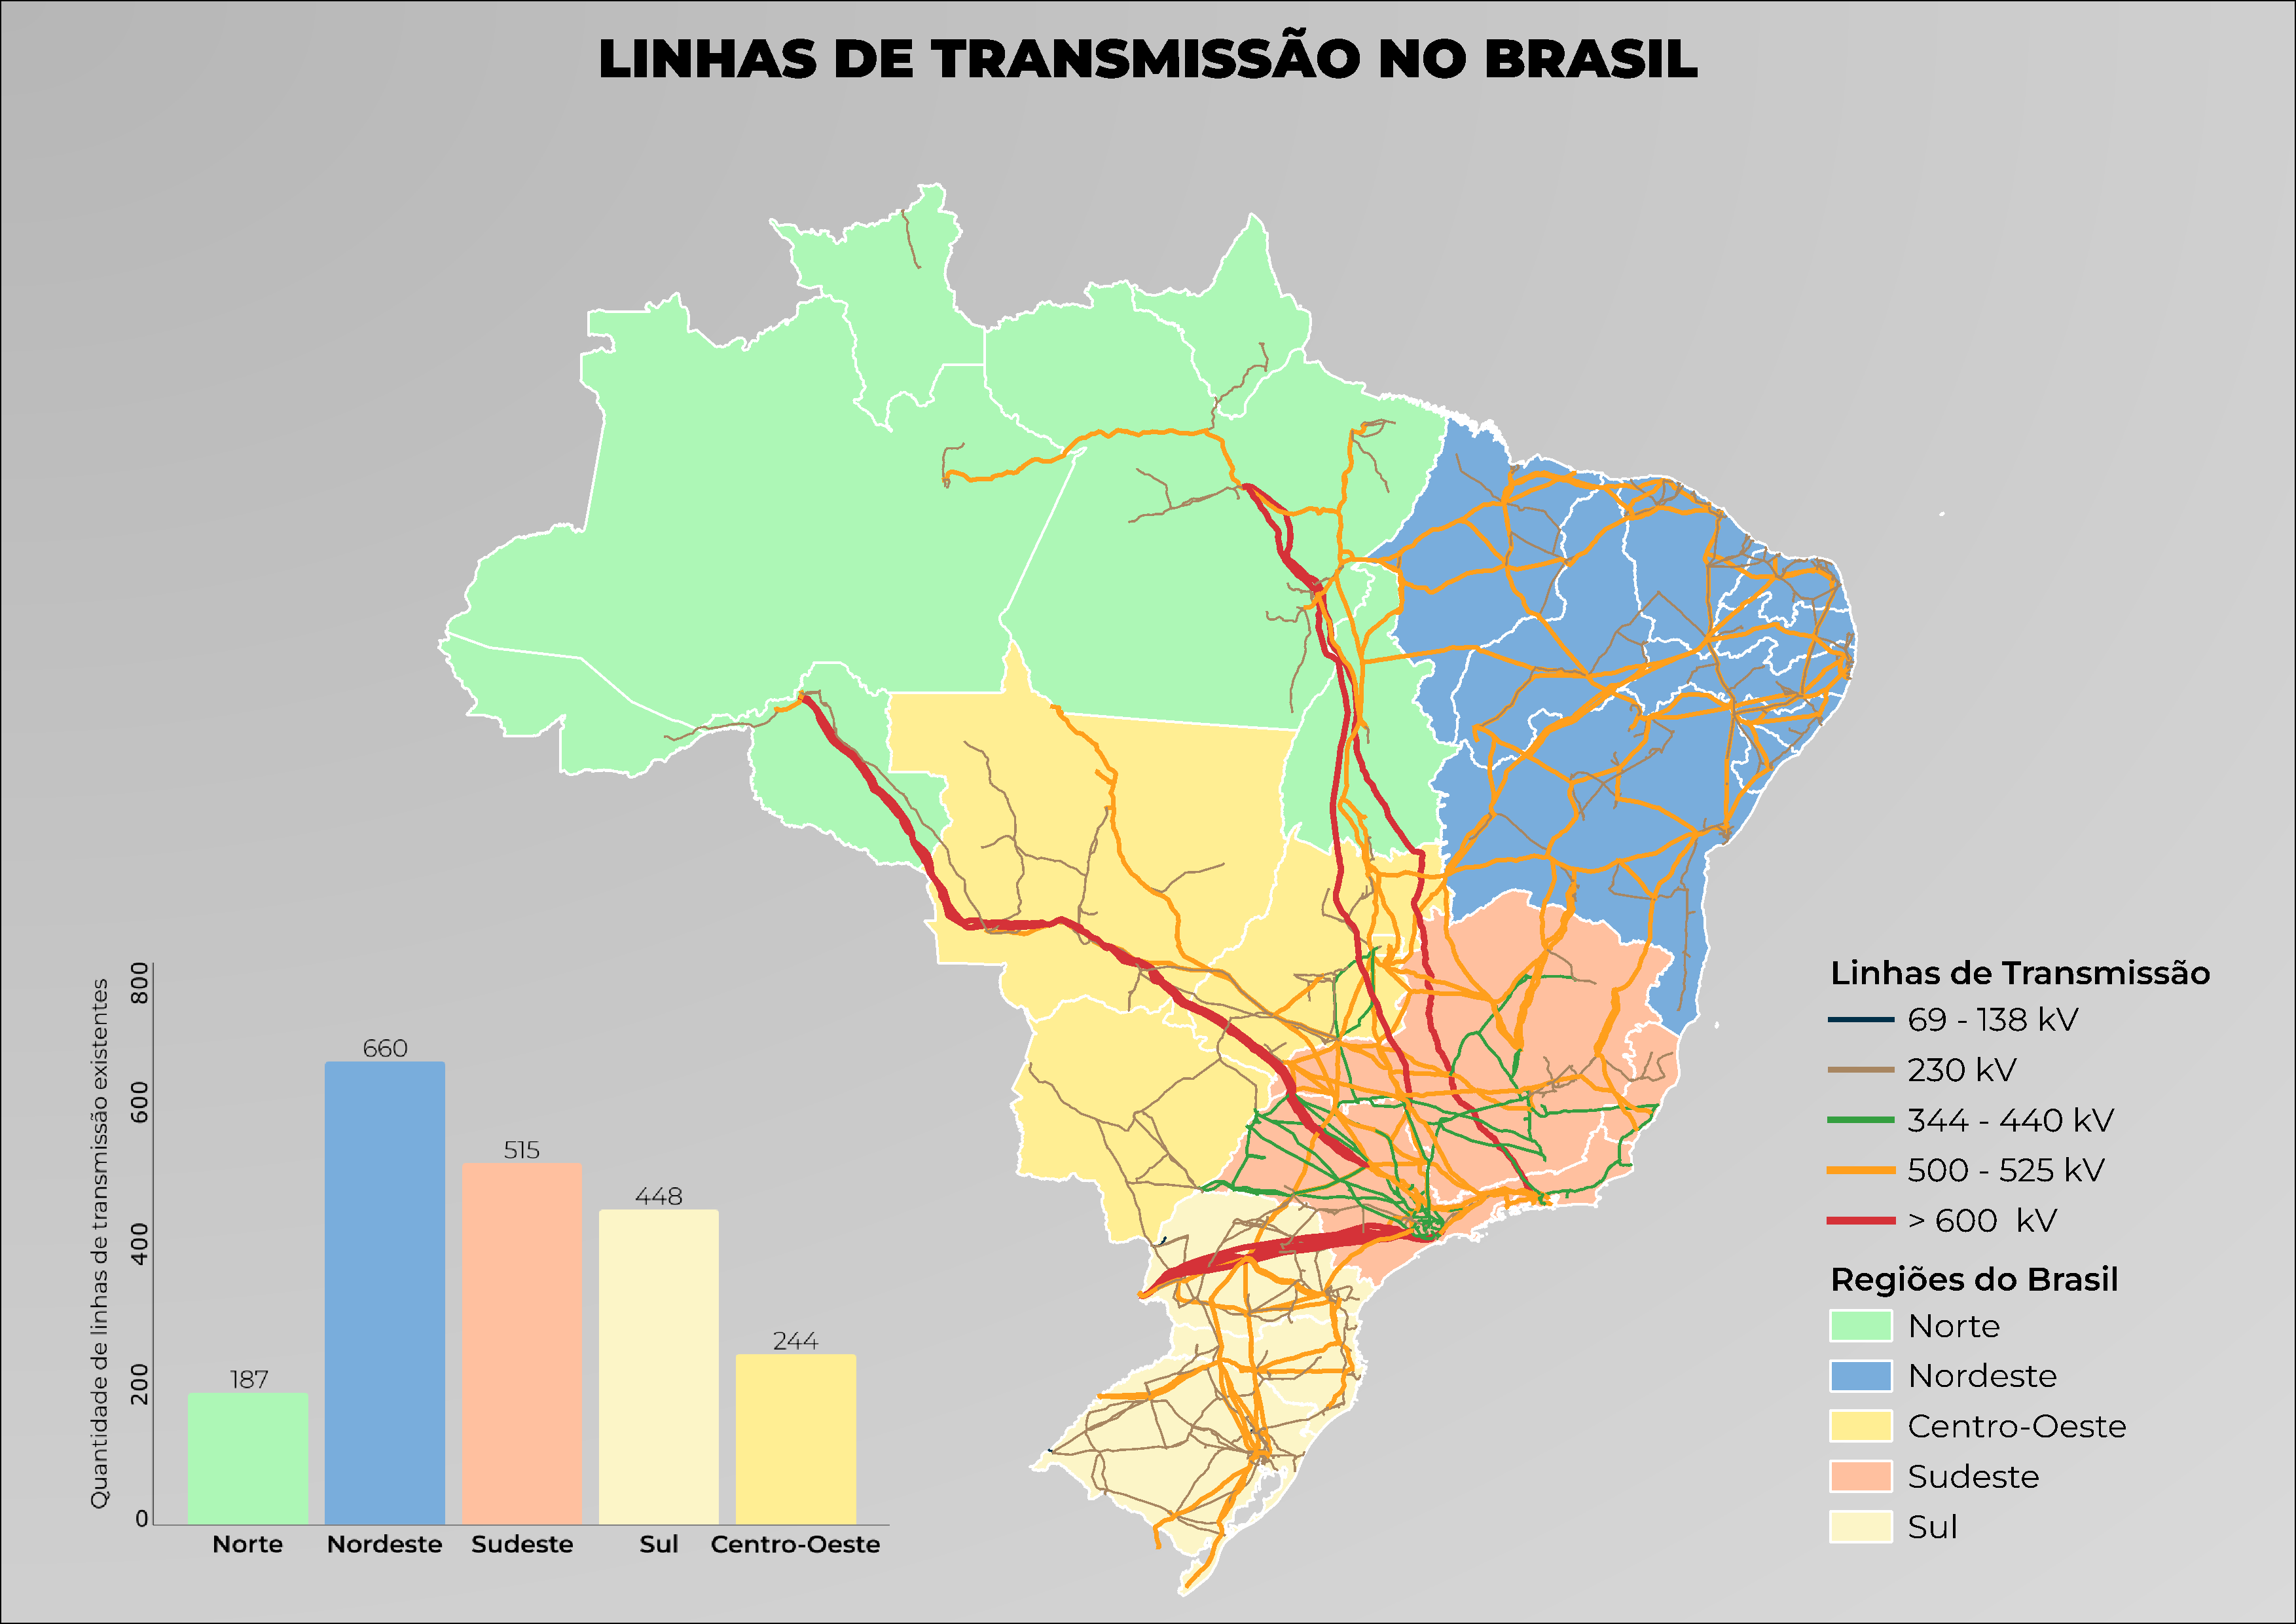 LINHAS DE TRANSMISSÃO NO BRASIL
Quantidade de linhas de transmissão existentes
800
600
400
200
0
187
660
515
448
244
Norte
Nordeste
Sudeste
Sul
Centro-Oeste
Linhas de Transmissão
69 - 138 kV
230 kV
344 - 440 kV
500 - 525 kV
> 600 kV
Regiões do Brasil
Norte
Nordeste
Centro-Oeste
Sudeste
Sul